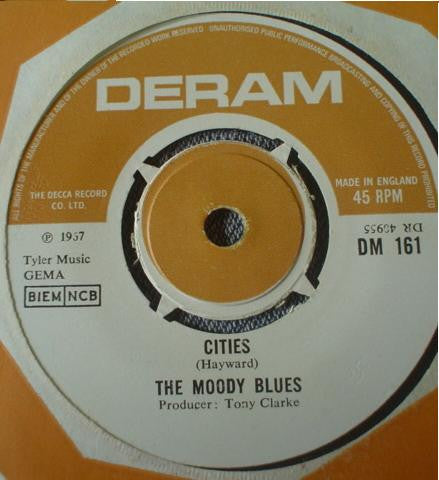 ALL RIGHTS OF THE MANUFACTURER AND OF THE OWNER OF THE RECORDED WORK RESERVED UNAUTHORISED PUBLIC PERFORMANCE BROADCASTING AND COPYING OF THIS RECORD PROHIBITED
DERAM
THE DECCA RECORD
CO. LTD.
MADE IN ENGLAND
45 RPM
℗ 1967
DR 40955
Tyler Music
DM 161
GEMA
BIEM NCB
CITIES
(Hayward)
THE MOODY BLUES
Producer: Tony Clarke